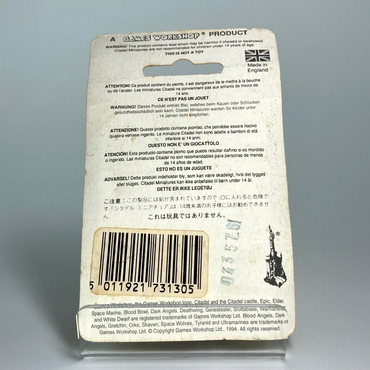 A GAMES WORKSHOP® PRODUCT
WARNING! This product contains lead which may be harmful if chewed or swallowed.
Citadel Miniatures are not recommended for children under 14 years of age.
THIS IS NOT A TOY
Made in
England
ATTENTION! Ce produit contient du plomb, il est dangereux de la mettre à la bouche
ou de l'avaler. Les miniatures Citadel ne conviennent pas aux enfants de moins de
14 ans.
CE N'EST PAS UN JOUET
WARNUNG! Dieses Produkt enthält Blei, welches beim Kauen oder Schlucken
gesundheitsschädlich sein kann. Citadel Miniaturen werden für Kinder unter
14 Jahren nicht empfohlen.
ATTENZIONE! Questo prodotto contiene piombo, che potrebbe essere nocivo
qualora venisse ingerito. Le miniature Citadel non sono adatte a bambini di
età inferiore ai 14 anni.
QUESTO NON E' UN GIOCATTOLO
ATENCIÓN! Este producto contiene plomo que puede resultar dañino si es mordido
o ingerido. Las miniaturas Citadel no son recomendables para personas de menos
de 14 años de edad.
ESTO NO ES UN JUGUETE
ADVARSEL! Dette produkt indeholder bly, som kan være skadeligt, hvis det tygges
eller sluges. Citadel Miniatures kan ikke anbefales til børn under 14 år.
DETTE ER IKKE LEGETØJ
これは玩具ではありません。
5 011921 731305
Games Workshop, the Games Workshop logo, Citadel and the Citadel castle, Epic, Eldar,
Space Marine, Blood Bowl, Dark Angels, Deathwing, Genestealer, Slottabase, Warhammer,
and White Dwarf are registered trademarks of Games Workshop Ltd. Blood Angels, Dark
Angels, Gretchin, Orks, Skaven, Space Wolves, Tyranid and Ultramarines are trademarks of
Games Workshop Ltd. © Copyright Games Workshop Ltd., 1994. All rights reserved.